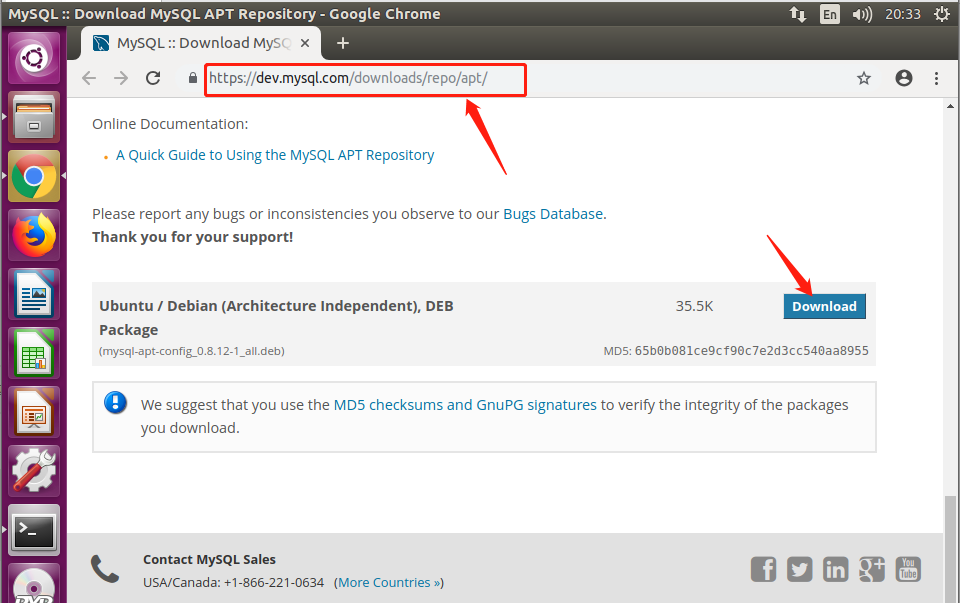 MySQL :: Download MySQL APT Repository - Google Chrome
En
20:33
MySQL :: Download MySQ
https://dev.mysql.com/downloads/repo/apt/
Online Documentation:
A Quick Guide to Using the MySQL APT Repository
Please report any bugs or inconsistencies you observe to our Bugs Database.
Thank you for your support!
Ubuntu / Debian (Architecture Independent), DEB
Package
35.5K
Download
(mysql-apt-config_0.8.12-1_all.deb)
MD5: 65b0b081ce9cf90c7e2d3cc540aa8955
We suggest that you use the MD5 checksums and GnuPG signatures to verify the integrity of the packages
you download.
Contact MySQL Sales
USA/Canada: +1-866-221-0634 (More Countries »)
f
in
g+
You
Tube
>_
DVD